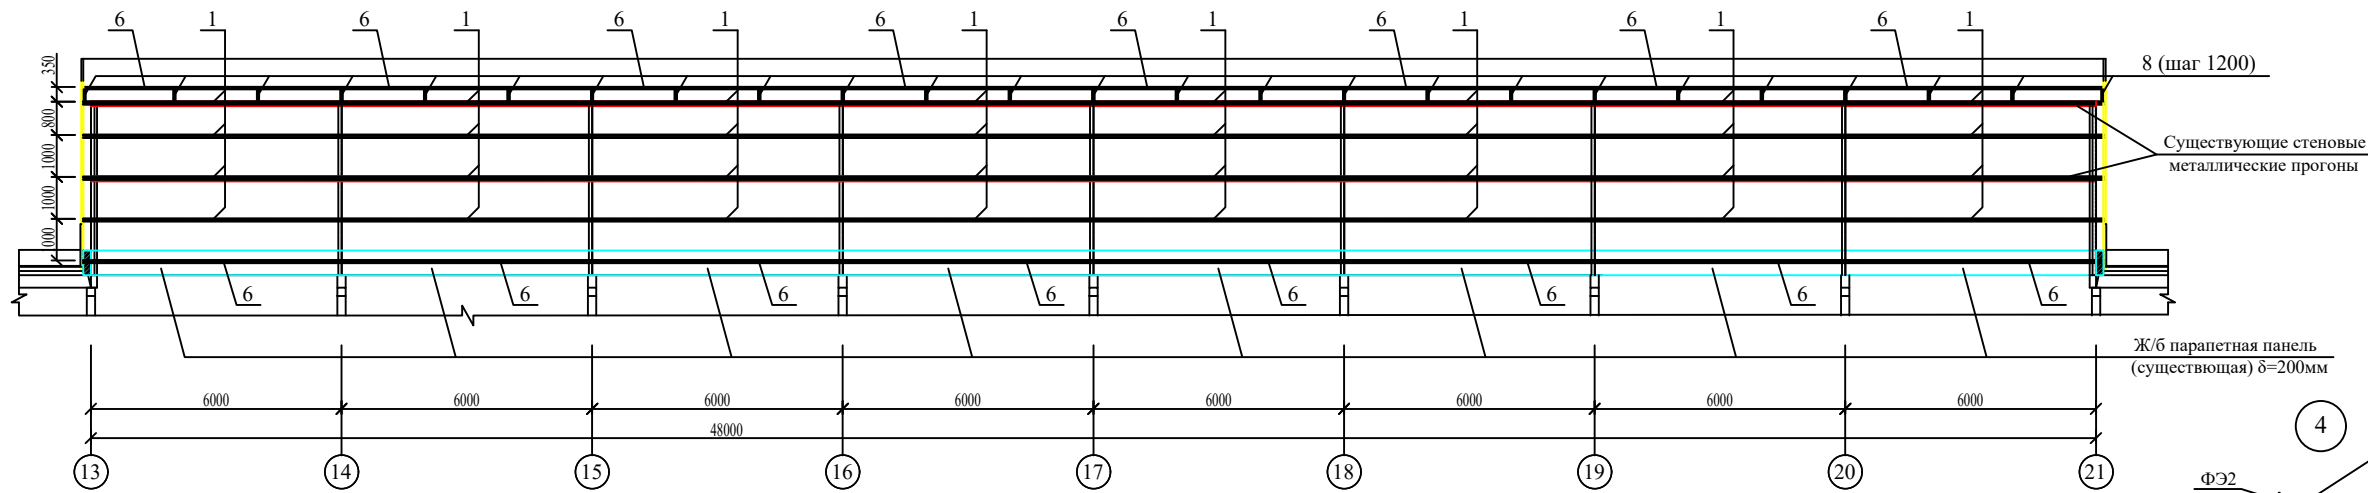 6 1 6 1 6 1 6 1 6 1 6 1 6 1 6 1
8 (шаг 1200)
350
800
1000
1000
000
Существующие стеновые
металлические прогоны
6 6 6 6 6 6 6 6
Ж/б парапетная панель
(существющая) δ=200мм
6000 6000 6000 6000 6000 6000 6000 6000
48000
4
13 14 15 16 17 18 19 20 21
ФЭ2